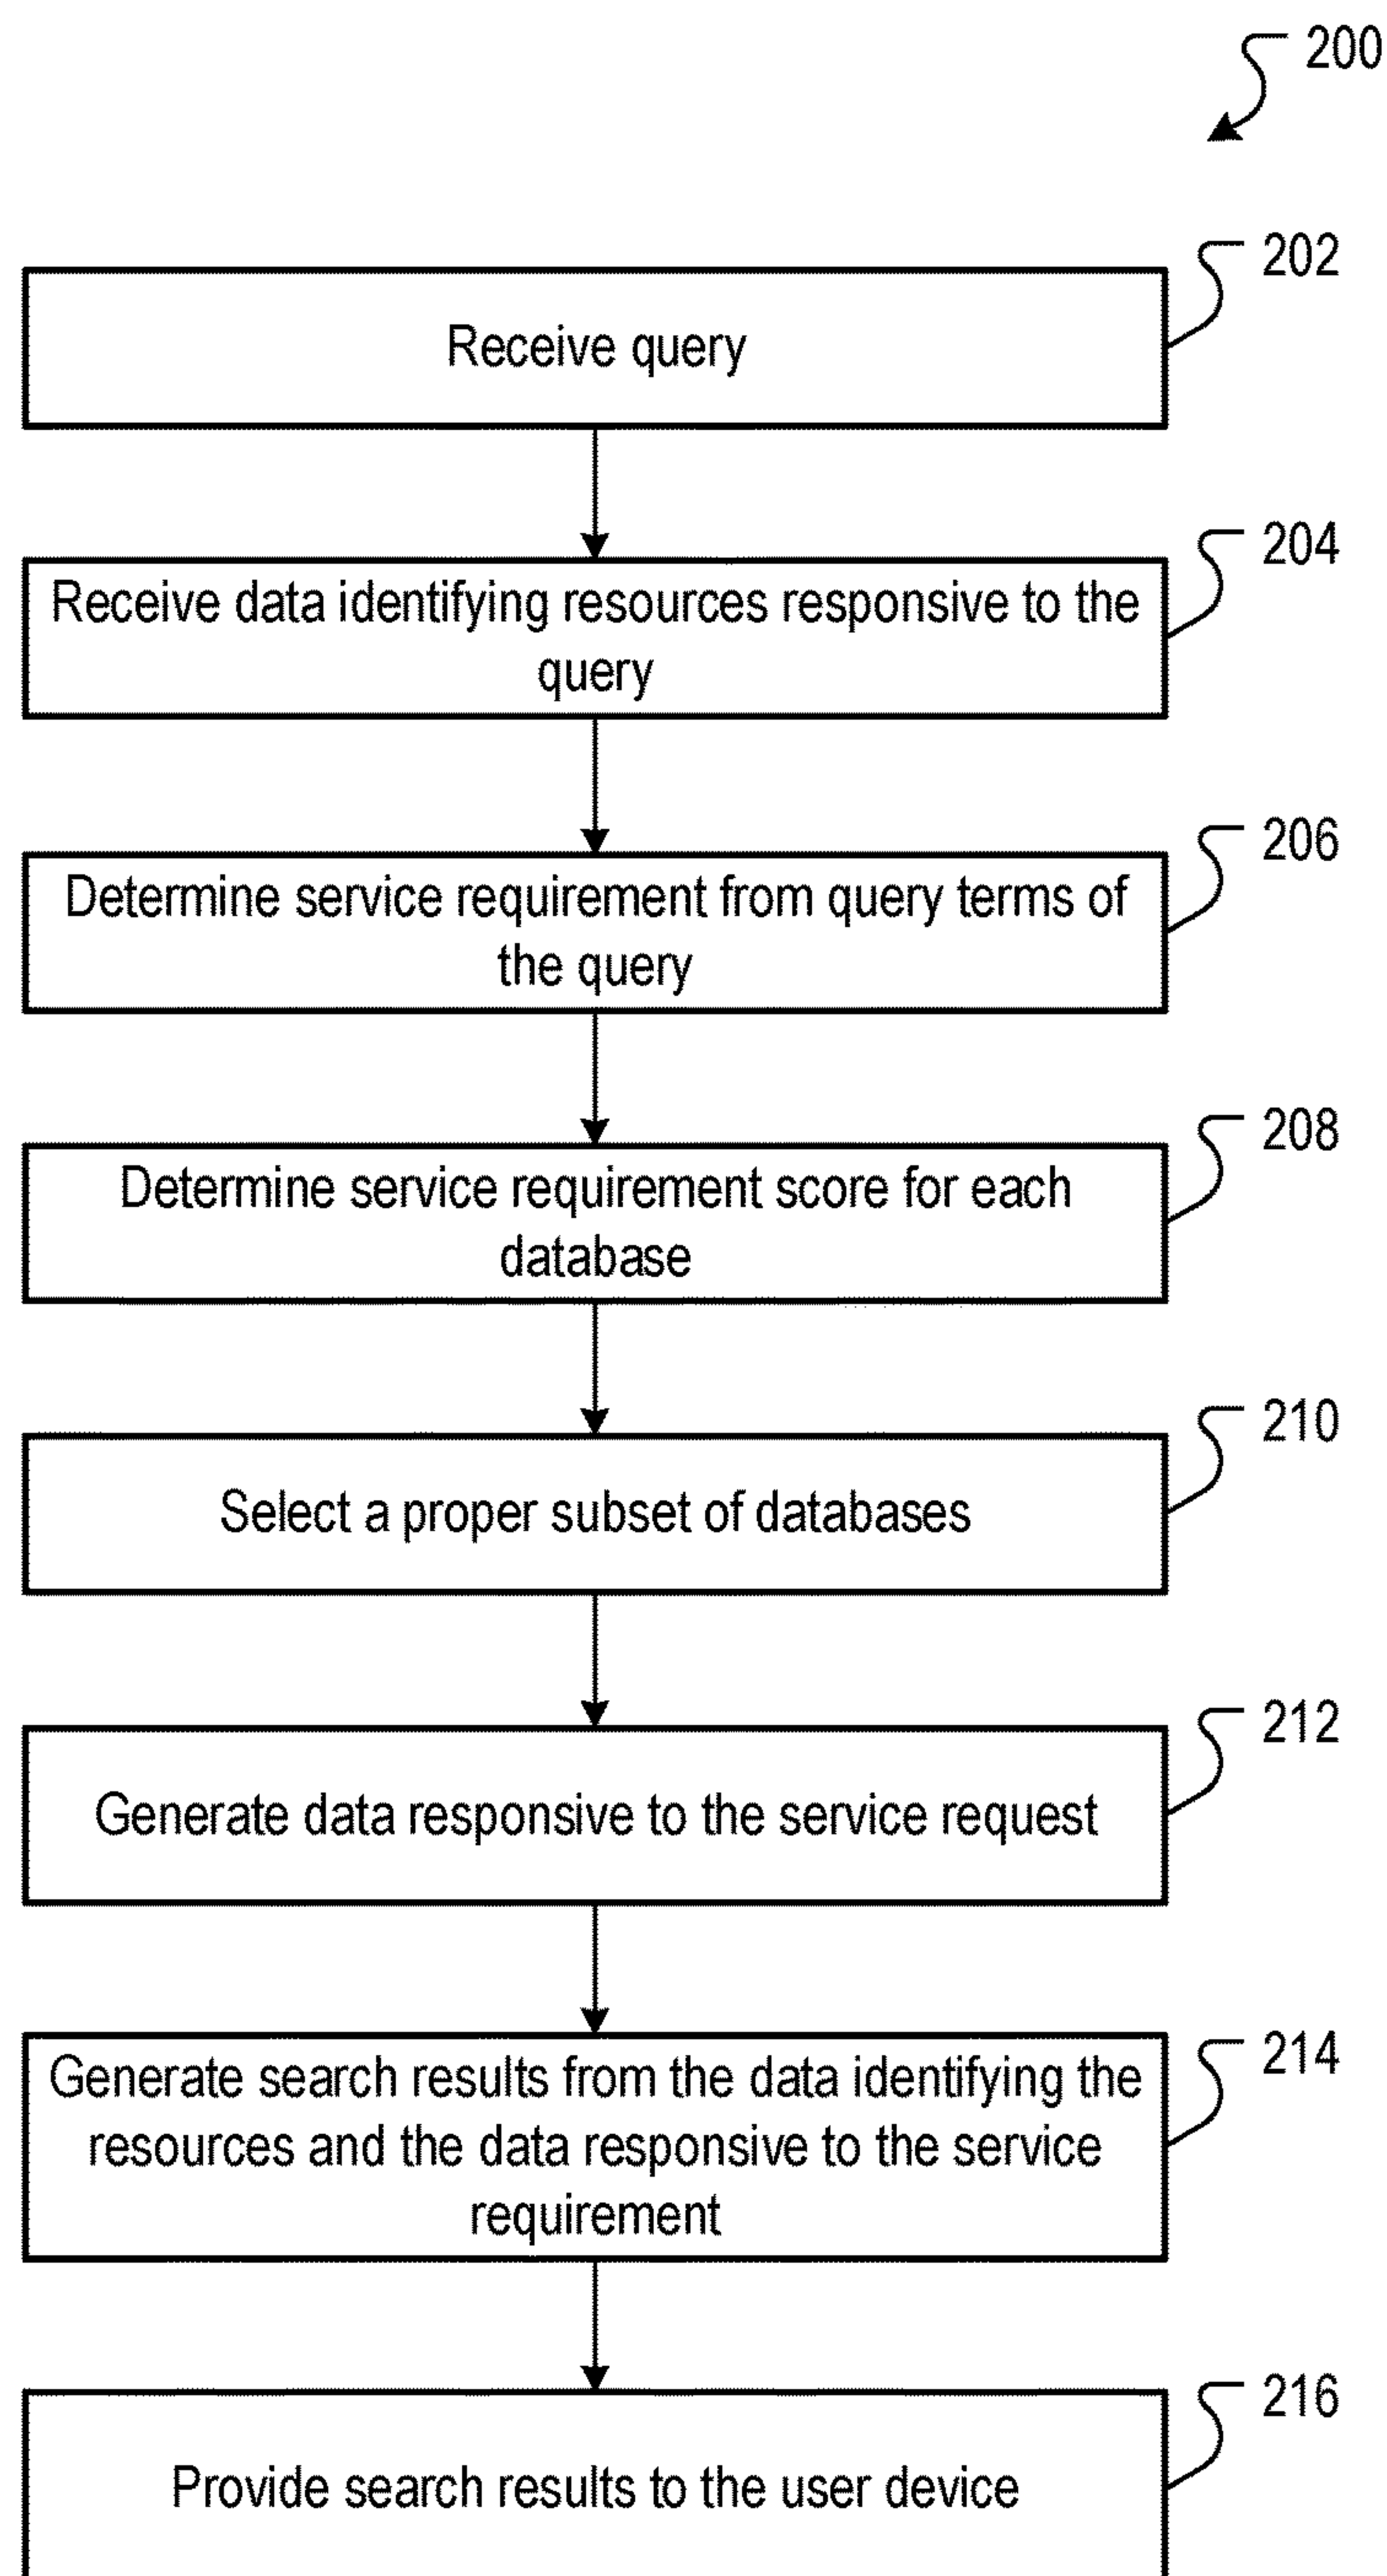 200
202
Receive query
204
Receive data identifying resources responsive to the
query
206
Determine service requirement from query terms of
the query
208
Determine service requirement score for each
database
210
Select a proper subset of databases
212
Generate data responsive to the service request
214
Generate search results from the data identifying the
resources and the data responsive to the service
requirement
216
Provide search results to the user device